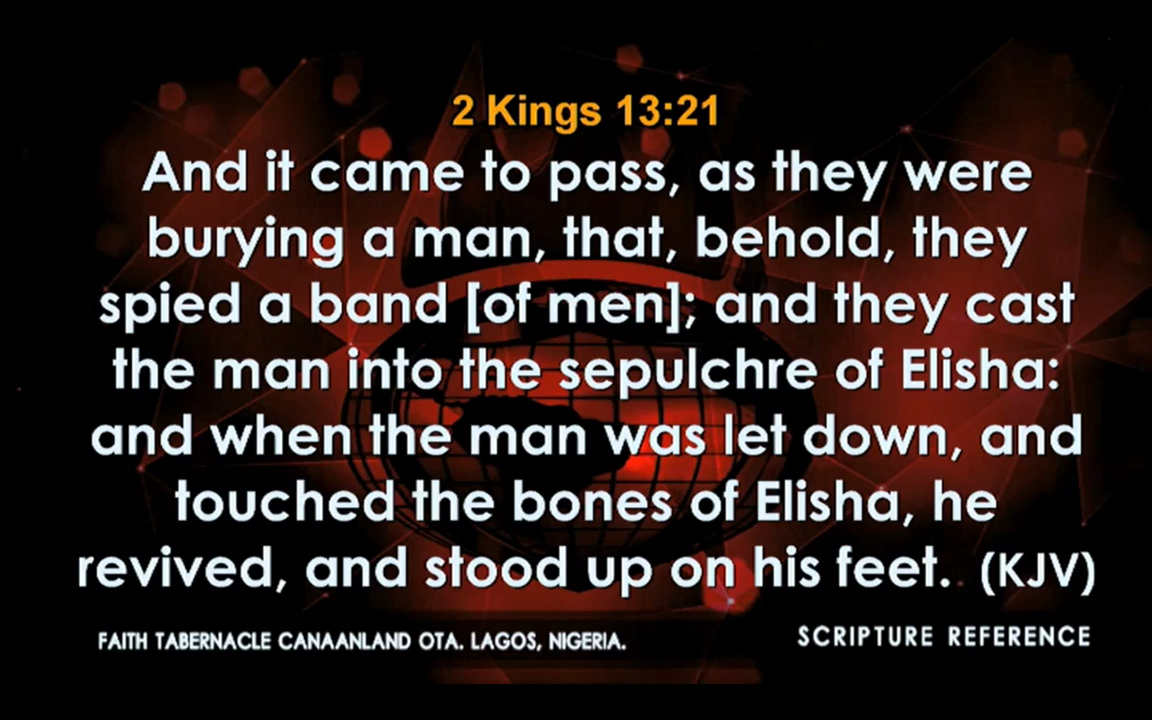 2 Kings 13:21
And it came to pass, as they were
burying a man, that, behold, they
spied a band [of men]; and they cast
the man into the sepulchre of Elisha:
and when the man was let down, and
touched the bones of Elisha, he
revived, and stood up on his feet. (KJV)
FAITH TABERNACLE CANAANLAND OTA. LAGOS, NIGERIA.
SCRIPTURE REFERENCE